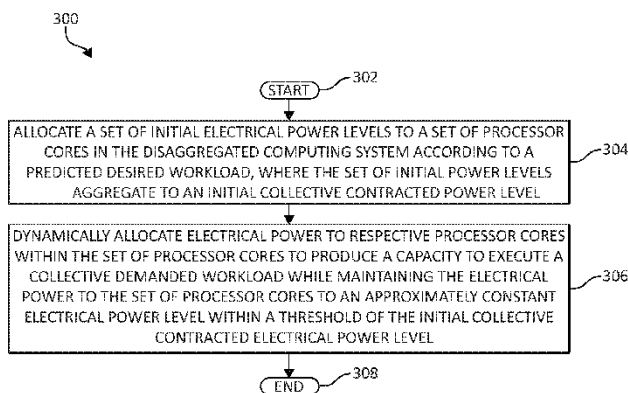 300
START
302
ALLOCATE A SET OF INITIAL ELECTRICAL POWER LEVELS TO A SET OF PROCESSOR
CORES IN THE DISAGGREGATED COMPUTING SYSTEM ACCORDING TO A
PREDICTED DESIRED WORKLOAD, WHERE THE SET OF INITIAL POWER LEVELS
AGGREGATE TO AN INITIAL COLLECTIVE CONTRACTED POWER LEVEL
304
DYNAMICALLY ALLOCATE ELECTRICAL POWER TO RESPECTIVE PROCESSOR CORES
WITHIN THE SET OF PROCESSOR CORES TO PRODUCE A CAPACITY TO EXECUTE A
COLLECTIVE DEMANDED WORKLOAD WHILE MAINTAINING THE ELECTRICAL
POWER TO THE SET OF PROCESSOR CORES TO AN APPROXIMATELY CONSTANT
ELECTRICAL POWER LEVEL WITHIN A THRESHOLD OF THE INITIAL COLLECTIVE
CONTRACTED ELECTRICAL POWER LEVEL
306
END
308